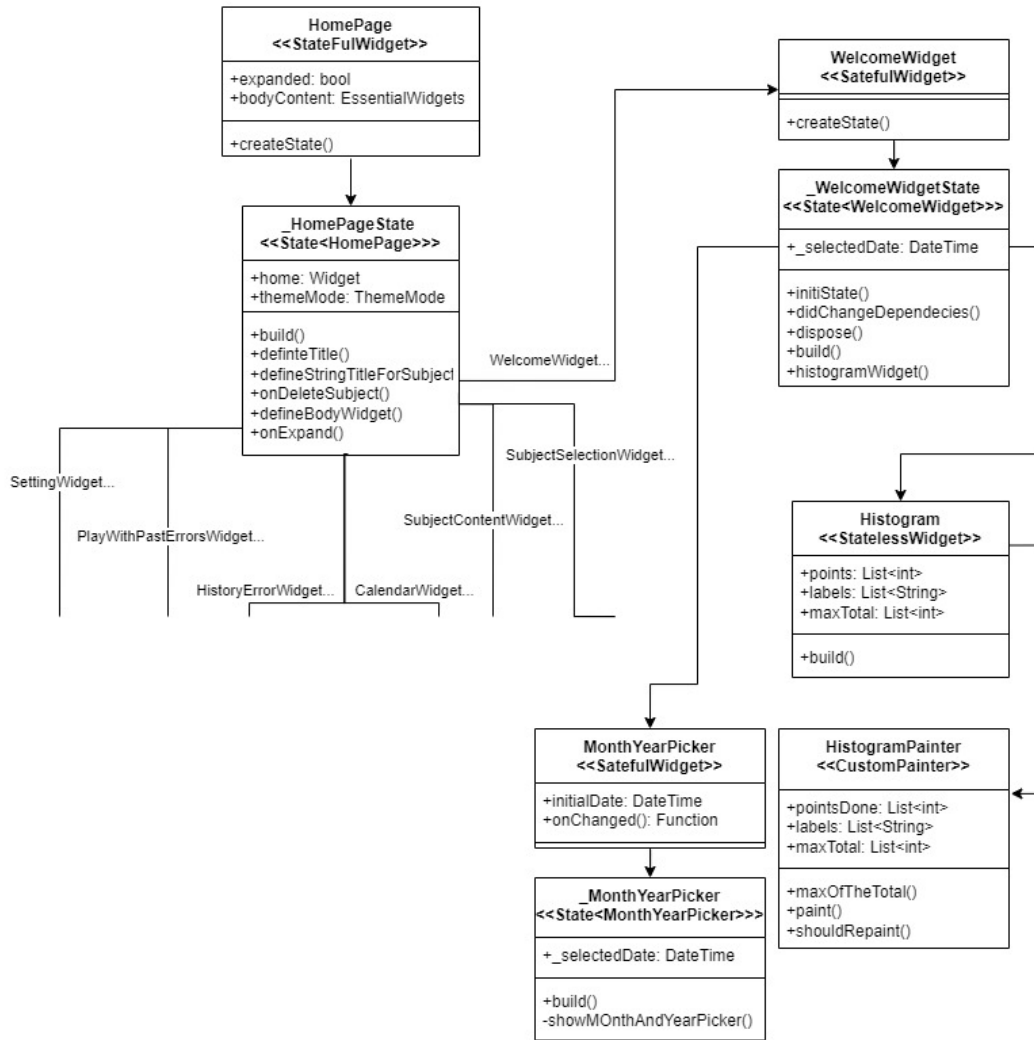 HomePage
<<StateFulWidget>>
+expanded: bool
+bodyContent: EssentialWidgets
+createState()
_HomePageState
<<State<HomePage>>>
+home: Widget
+themeMode: ThemeMode
+build()
+definteTitle()
+defineStringTitleForSubject
+onDeleteSubject()
+defineBodyWidget()
+onExpand()
WelcomeWidget...
SettingWidget...
PlayWithPastErrorsWidget...
HistoryErrorWidget...
CalendarWidget...
SubjectContentWidget...
SubjectSelectionWidget...
WelcomeWidget
<<SatefulWidget>>
+createState()
_WelcomeWidgetState
<<State<WelcomeWidget>>>
+_selectedDate: DateTime
+initiState()
+didChangeDependecies()
+dispose()
+build()
+histogramWidget()
Histogram
<<StatelessWidget>>
+points: List<int>
+labels: List<String>
+maxTotal: List<int>
+build()
MonthYearPicker
<<SatefulWidget>>
+initialDate: DateTime
+onChanged(): Function
_MonthYearPicker
<<State<MonthYearPicker>>>
+_selectedDate: DateTime
+build()
-showMOnthAndYearPicker()
HistogramPainter
<<CustomPainter>>
+pointsDone: List<int>
+labels: List<String>
+maxTotal: List<int>
+maxOfTheTotal()
+paint()
+shouldRepaint()